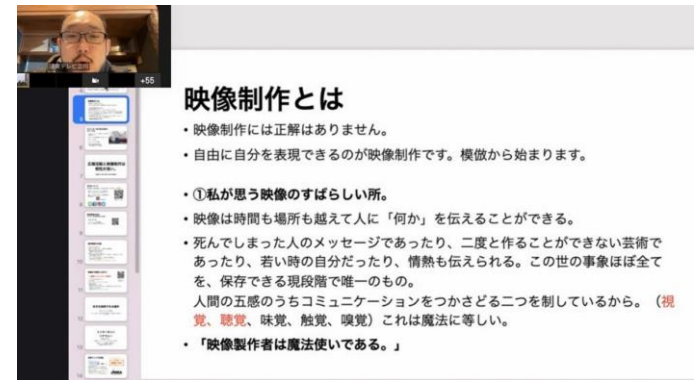 +55
映像制作とは
・映像制作には正解はありません。
・自由に自分を表現できるのが映像制作です。模倣から始まります。
・①私が思う映像のすばらしい所。
・映像は時間も場所も越えて人に「何か」を伝えることができる。
・死んでしまった人のメッセージであったり、二度と作ることができない芸術で
あったり、若い時の自分だったり、情熱も伝えられる。この世の事象ほぼ全て
を、保存できる現段階で唯一のもの。
人間の五感のうちコミュニケーションをつかさどる二つを制しているから。（視
覚、聴覚、味覚、触覚、嗅覚）これは魔法に等しい。
・「映像製作者は魔法使いである。」